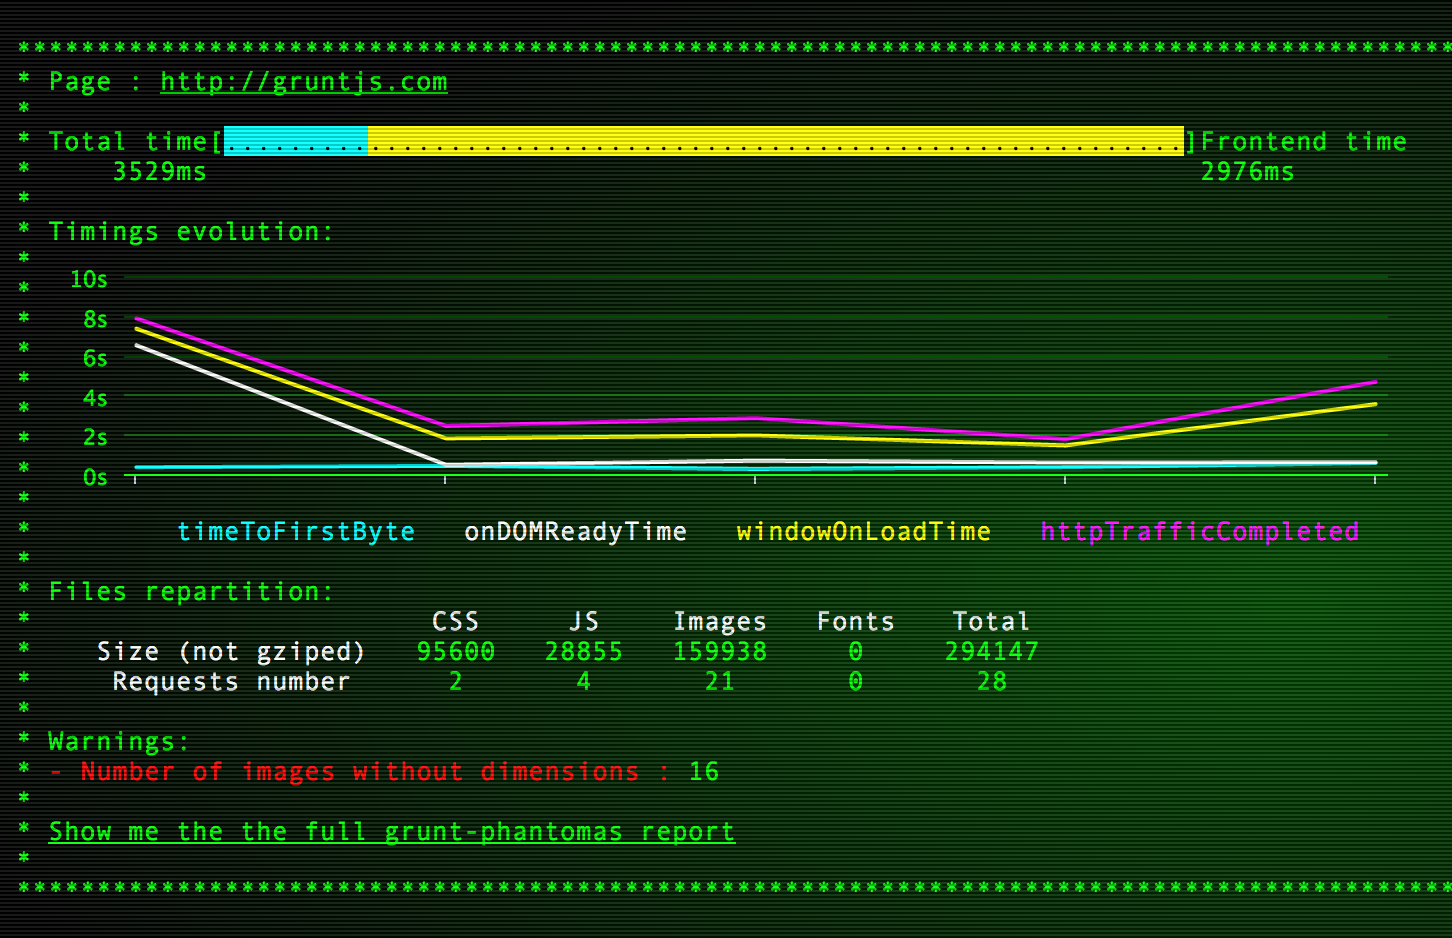 ************************************************************************************************
* Page : http://gruntjs.com
*
* Total time[............................................................]Frontend time
* 3529ms 2976ms
*
* Timings evolution:
*
* 10s
* 8s
* 6s
* 4s
* 2s
* 0s
*
* timeToFirstByte onDOMReadyTime windowOnLoadTime httpTrafficCompleted
*
* Files repartition:
* CSS JS Images Fonts Total
* Size (not gziped) 95600 28855 159938 0 294147
* Requests number 2 4 21 0 28
*
* Warnings:
* - Number of images without dimensions : 16
*
* Show me the the full grunt-phantomas report
*
************************************************************************************************